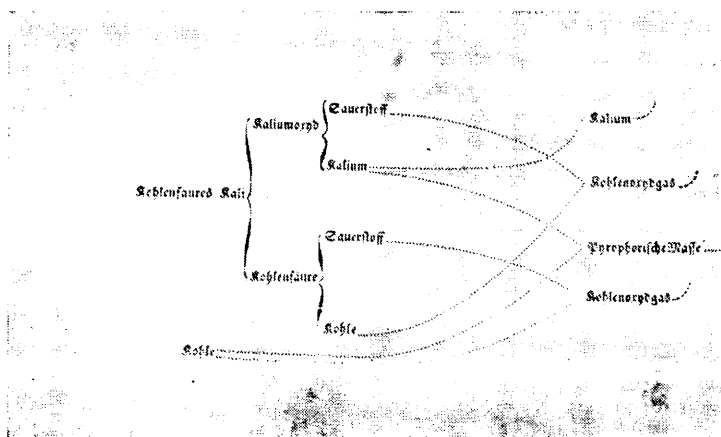 Sauerstoff
Kaliumoxyd
Kalium
Kalium
Kohlensaures Kali
Kohlenoxydgas
Sauerstoff
Pyrophorische Masse
Kohlensäure
Kohlenoxydgas
Kohle
Kohle